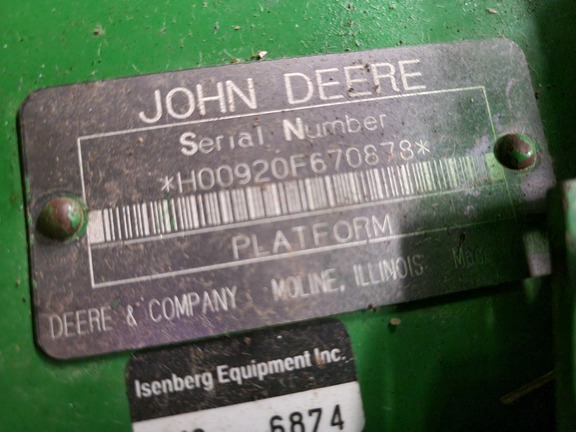 JOHN DEERE
Serial Number
*H00920F670878*
PLATFORM
DEERE & COMPANY MOLINE, ILLINOIS
Isenberg Equipment Inc.
6874